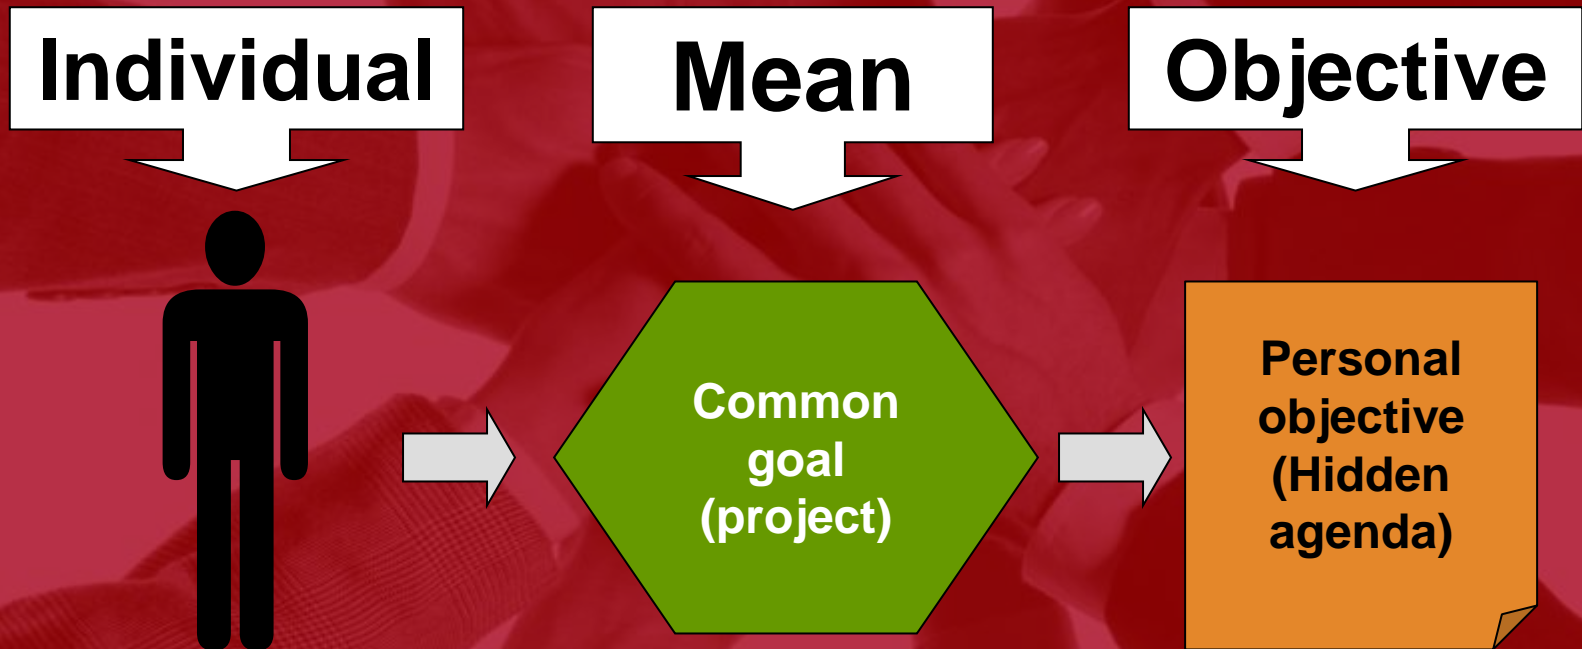 Individual
Mean
Objective
Common
goal
(project)
Personal
objective
(Hidden
agenda)